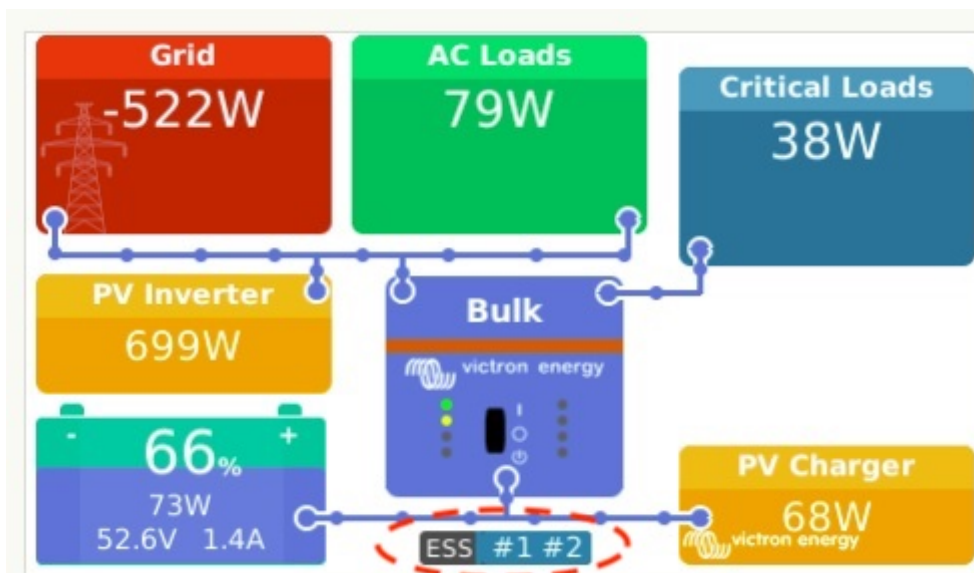 Grid
-522W
AC Loads
79W
Critical Loads
38W
PV Inverter
699W
Bulk
victron energy
- +
66%
73W
52.6V 1.4A
PV Charger
68W
victron energy
ESS #1 #2